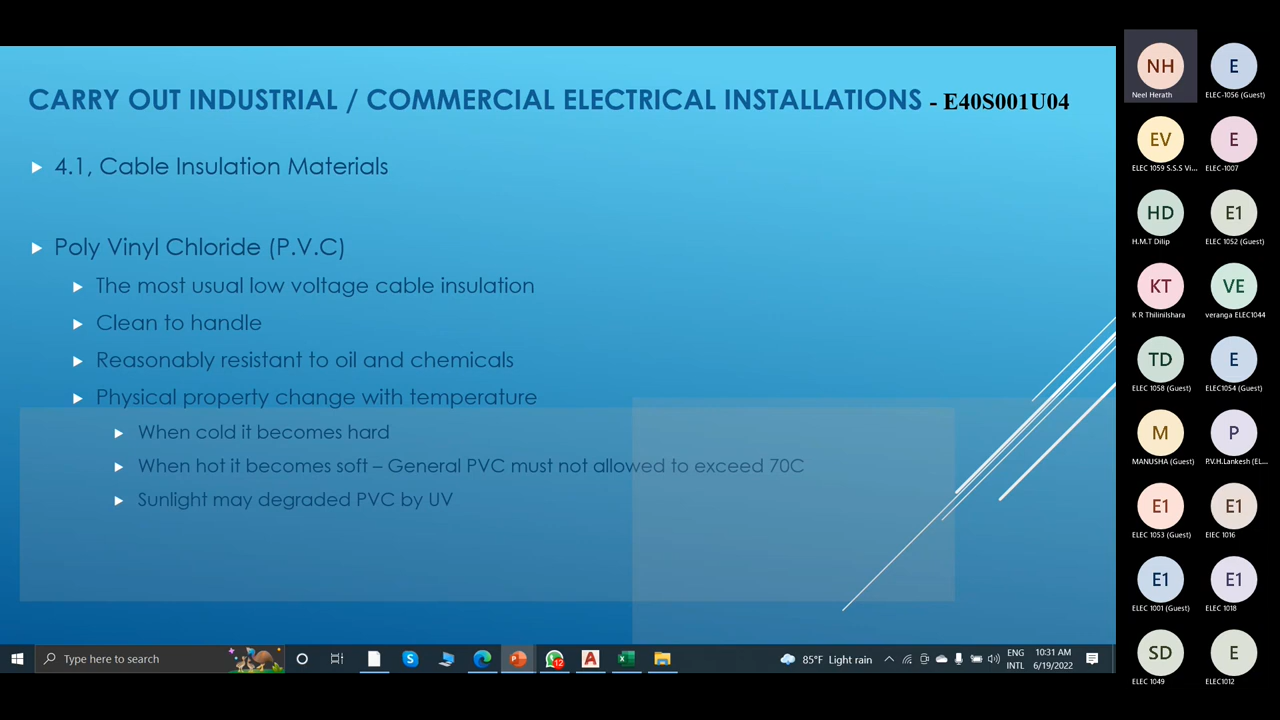 CARRY OUT INDUSTRIAL / COMMERCIAL ELECTRICAL INSTALLATIONS - E40S001U04
4.1, Cable Insulation Materials
Poly Vinyl Chloride (P.V.C)
The most usual low voltage cable insulation
Clean to handle
Reasonably resistant to oil and chemicals
Physical property change with temperature
When cold it becomes hard
When hot it becomes soft – General PVC must not allowed to exceed 70C
Sunlight may degraded PVC by UV
Type here to search
12
85°F Light rain
ENG
INTL
10:31 AM
6/19/2022
NH
Neel Herath
E
ELEC-1056 (Guest)
EV
ELEC 1059 S.S.S Vi...
E
ELEC-1007
HD
H.M.T Dilip
E1
ELEC 1052 (Guest)
KT
K R Thilinilshara
VE
veranga ELEC1044
TD
ELEC 1058 (Guest)
E
ELEC1054 (Guest)
M
MANUSHA (Guest)
P
P.V.H.Lankesh (EL...
E1
ELEC 1053 (Guest)
E1
ElEC 1016
E1
ELEC 1001 (Guest)
E1
ELEC 1018
SD
ELEC 1049
E
ELEC1012